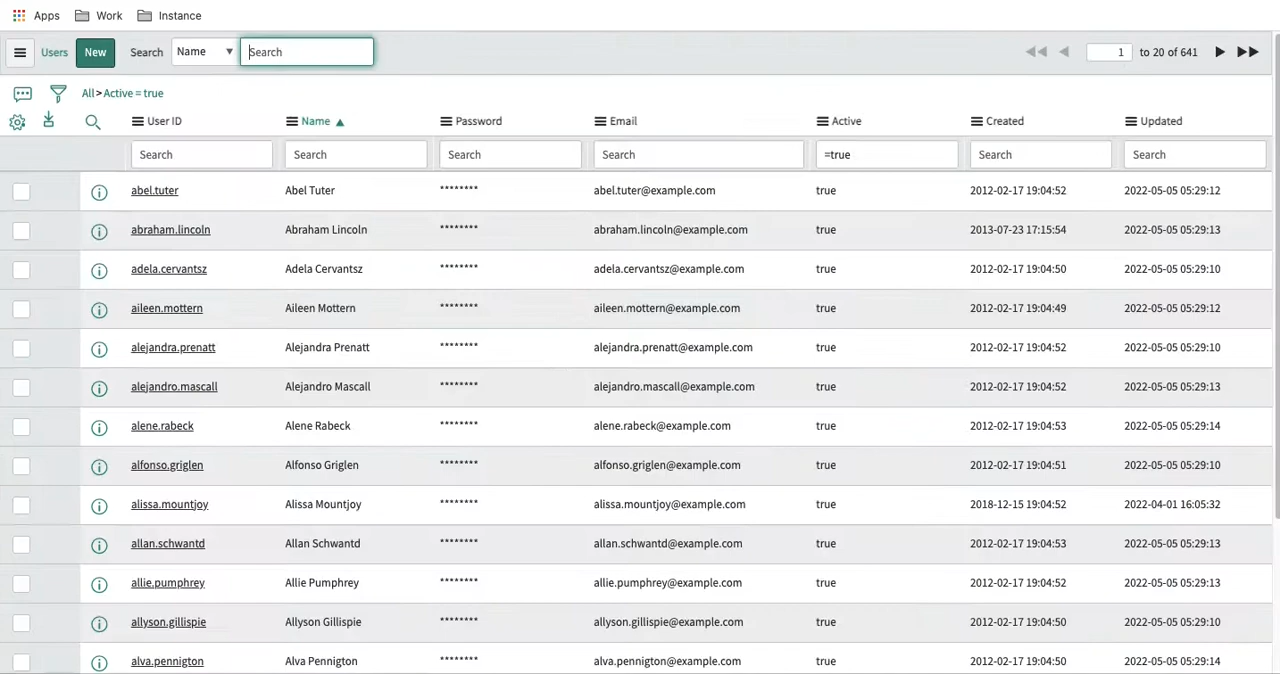 Apps Work Instance
Users New Search Name ▼ Search 1 to 20 of 641
All > Active = true
User ID Name ▲ Password Email Active Created Updated
Search Search Search Search =true Search Search
abel.tuter Abel Tuter ******** abel.tuter@example.com true 2012-02-17 19:04:52 2022-05-05 05:29:12
abraham.lincoln Abraham Lincoln ******** abraham.lincoln@example.com true 2013-07-23 17:15:54 2022-05-05 05:29:13
adela.cervantsz Adela Cervantsz ******** adela.cervantsz@example.com true 2012-02-17 19:04:50 2022-05-05 05:29:10
aileen.mottern Aileen Mottern ******** aileen.mottern@example.com true 2012-02-17 19:04:49 2022-05-05 05:29:12
alejandra.prenatt Alejandra Prenatt ******** alejandra.prenatt@example.com true 2012-02-17 19:04:52 2022-05-05 05:29:10
alejandro.mascall Alejandro Mascall ******** alejandro.mascall@example.com true 2012-02-17 19:04:52 2022-05-05 05:29:13
alene.rabeck Alene Rabeck ******** alene.rabeck@example.com true 2012-02-17 19:04:53 2022-05-05 05:29:14
alfonso.griglen Alfonso Griglen ******** alfonso.griglen@example.com true 2012-02-17 19:04:51 2022-05-05 05:29:10
alissa.mountjoy Alissa Mountjoy ******** alissa.mountjoy@example.com true 2018-12-15 19:04:52 2022-04-01 16:05:32
allan.schwantd Allan Schwantd ******** allan.schwantd@example.com true 2012-02-17 19:04:53 2022-05-05 05:29:13
allie.pumphrey Allie Pumphrey ******** allie.pumphrey@example.com true 2012-02-17 19:04:52 2022-05-05 05:29:13
allyson.gillispie Allyson Gillispie ******** allyson.gillispie@example.com true 2012-02-17 19:04:50 2022-05-05 05:29:10
alva.pennigton Alva Pennigton ******** alva.pennigton@example.com true 2012-02-17 19:04:50 2022-05-05 05:29:14